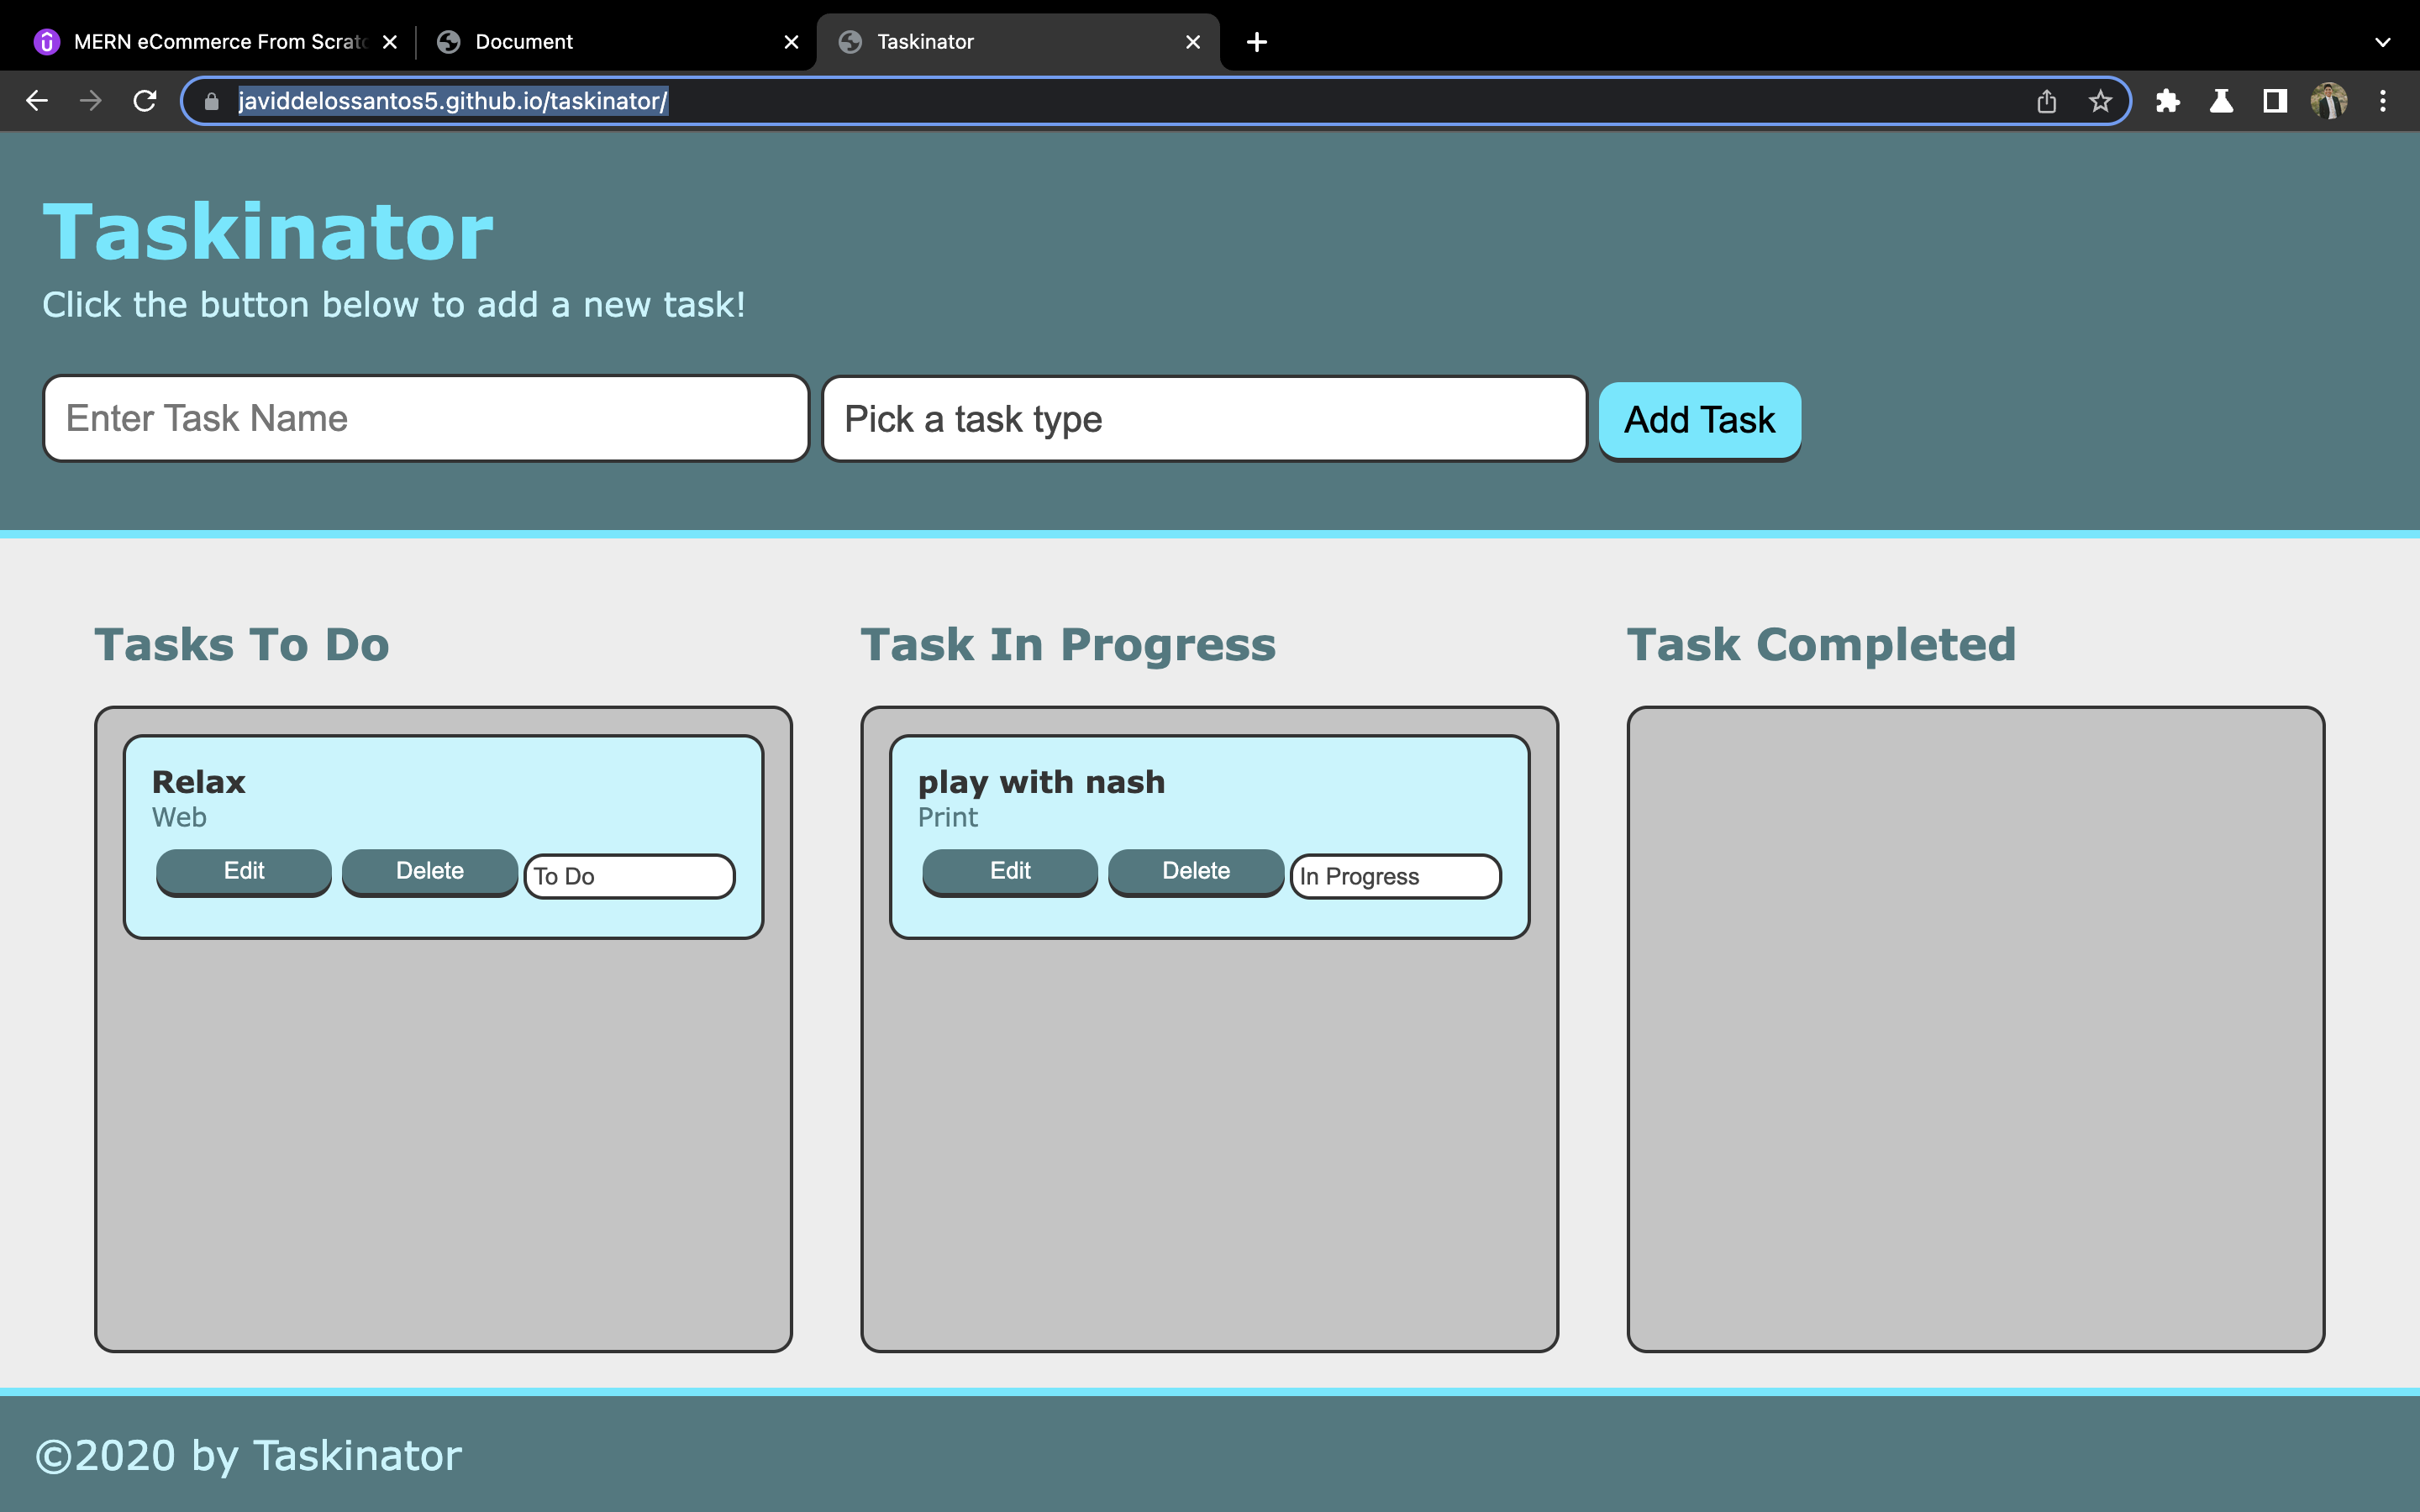 MERN eCommerce From Scrat
Document
Taskinator
javiddelossantos5.github.io/taskinator/
Taskinator
Click the button below to add a new task!
Enter Task Name
Pick a task type
Add Task
Tasks To Do
Task In Progress
Task Completed
Relax
Web
Edit
Delete
To Do
play with nash
Print
Edit
Delete
In Progress
©2020 by Taskinator